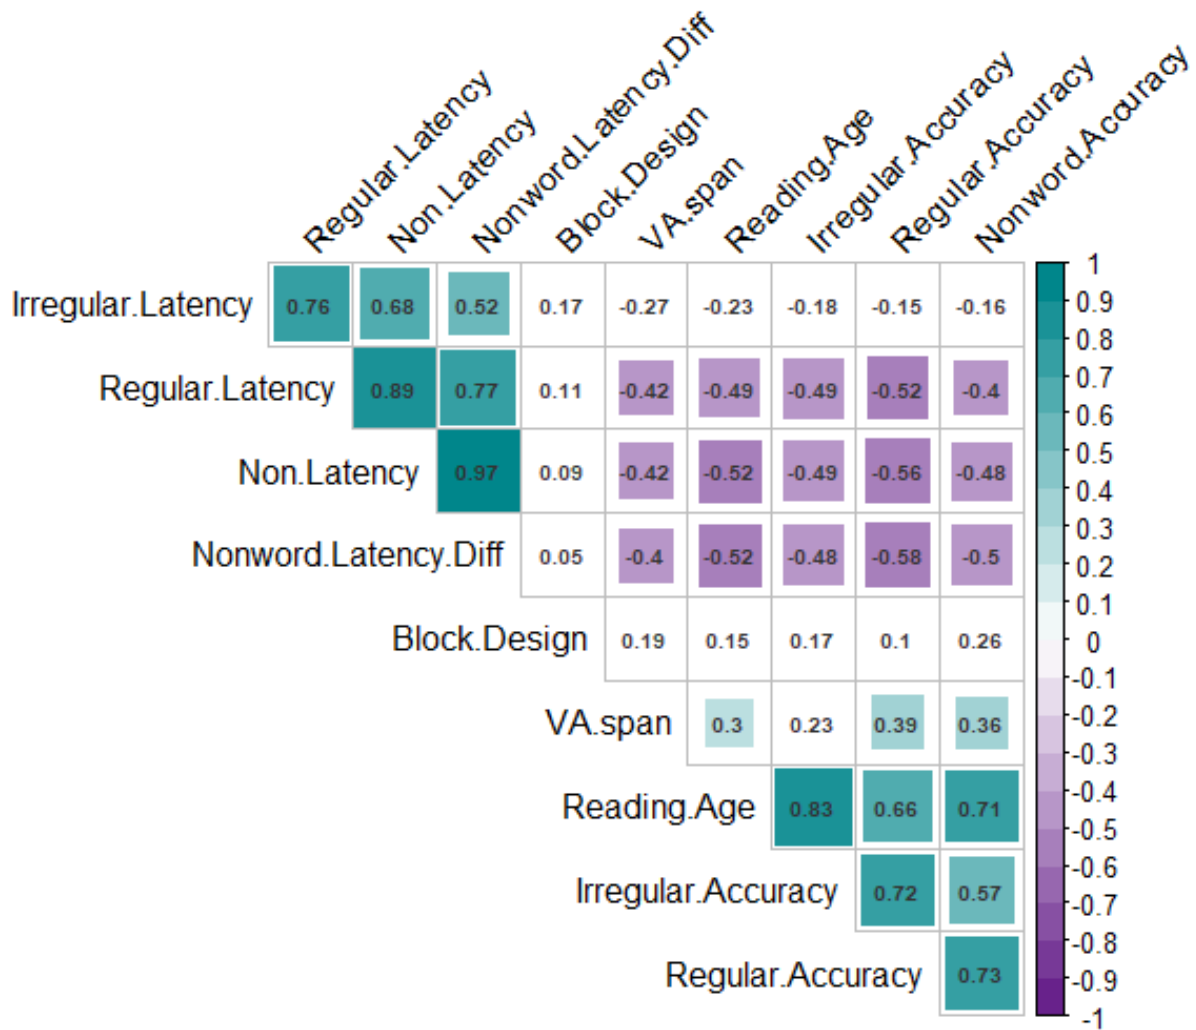 Regular.Latency
Non.Latency
Nonword.Latency.Diff
Block.Design
VA.span
Reading.Age
Irregular.Accuracy
Regular.Accuracy
Nonword.Accuracy
Irregular.Latency 0.76 0.68 0.52 0.17 -0.27 -0.23 -0.18 -0.15 -0.16
Regular.Latency 0.89 0.77 0.11 -0.42 -0.49 -0.49 -0.52 -0.4
Non.Latency 0.97 0.09 -0.42 -0.52 -0.49 -0.56 -0.48
Nonword.Latency.Diff 0.05 -0.4 -0.52 -0.48 -0.58 -0.5
Block.Design 0.19 0.15 0.17 0.1 0.26
VA.span 0.3 0.23 0.39 0.36
Reading.Age 0.83 0.66 0.71
Irregular.Accuracy 0.72 0.57
Regular.Accuracy 0.73
1
0.9
0.8
0.7
0.6
0.5
0.4
0.3
0.2
0.1
0
-0.1
-0.2
-0.3
-0.4
-0.5
-0.6
-0.7
-0.8
-0.9
-1